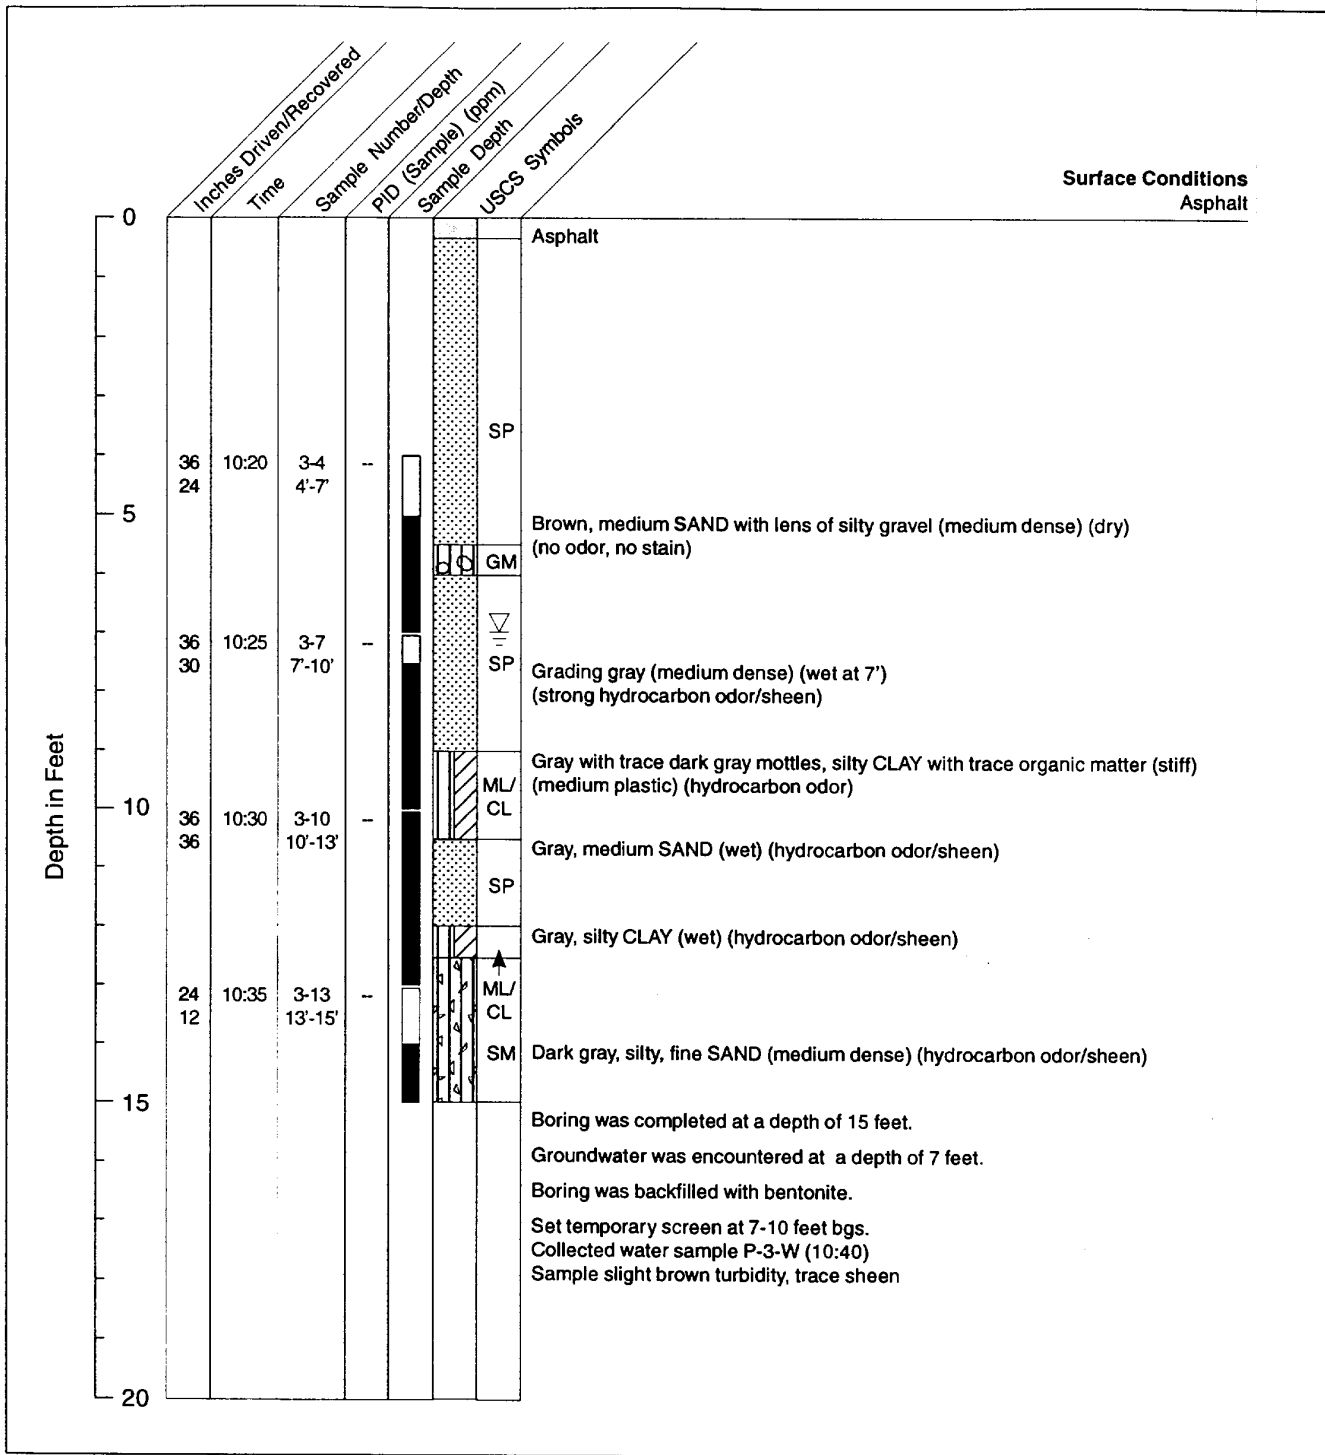 Inches Driven/Recovered
Time
Sample Number/Depth
PID (Sample) (ppm)
Sample Depth
USCS Symbols
Surface Conditions
Asphalt
Depth in Feet
0
Asphalt
SP
36 10:20 3-4 --
24 4'-7'
5
Brown, medium SAND with lens of silty gravel (medium dense) (dry)
(no odor, no stain)
GM
36 10:25 3-7 --
30 7'-10'
SP
Grading gray (medium dense) (wet at 7')
(strong hydrocarbon odor/sheen)
Gray with trace dark gray mottles, silty CLAY with trace organic matter (stiff)
(medium plastic) (hydrocarbon odor)
ML/
CL
10
36 10:30 3-10 --
36 10'-13'
Gray, medium SAND (wet) (hydrocarbon odor/sheen)
SP
Gray, silty CLAY (wet) (hydrocarbon odor/sheen)
24 10:35 3-13 --
12 13'-15'
ML/
CL
SM
Dark gray, silty, fine SAND (medium dense) (hydrocarbon odor/sheen)
15
Boring was completed at a depth of 15 feet.
Groundwater was encountered at a depth of 7 feet.
Boring was backfilled with bentonite.
Set temporary screen at 7-10 feet bgs.
Collected water sample P-3-W (10:40)
Sample slight brown turbidity, trace sheen
20